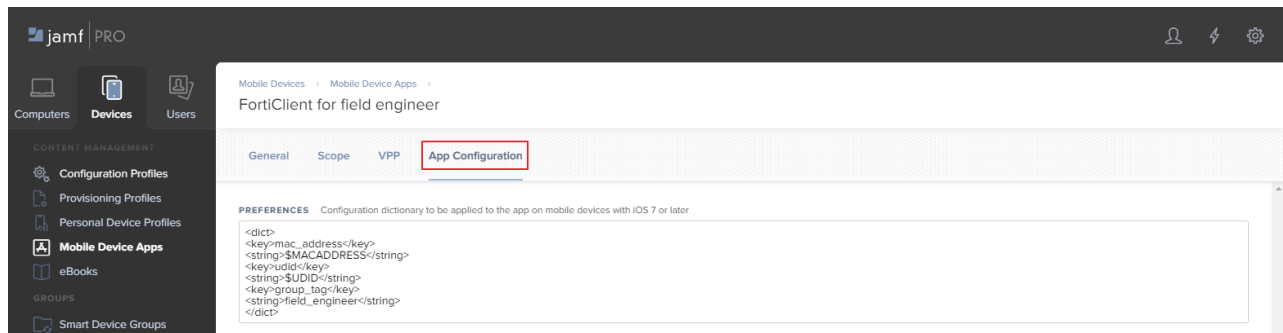 jamf PRO
Computers Devices Users
CONTENT MANAGEMENT
Configuration Profiles
Provisioning Profiles
Personal Device Profiles
Mobile Device Apps
eBooks
GROUPS
Smart Device Groups
Mobile Devices > Mobile Device Apps >
FortiClient for field engineer
General Scope VPP App Configuration
PREFERENCES Configuration dictionary to be applied to the app on mobile devices with iOS 7 or later
<dict>
<key>mac_address</key>
<string>$MACADDRESS</string>
<key>udid</key>
<string>$UDID</string>
<key>group_tag</key>
<string>field_engineer</string>
</dict>